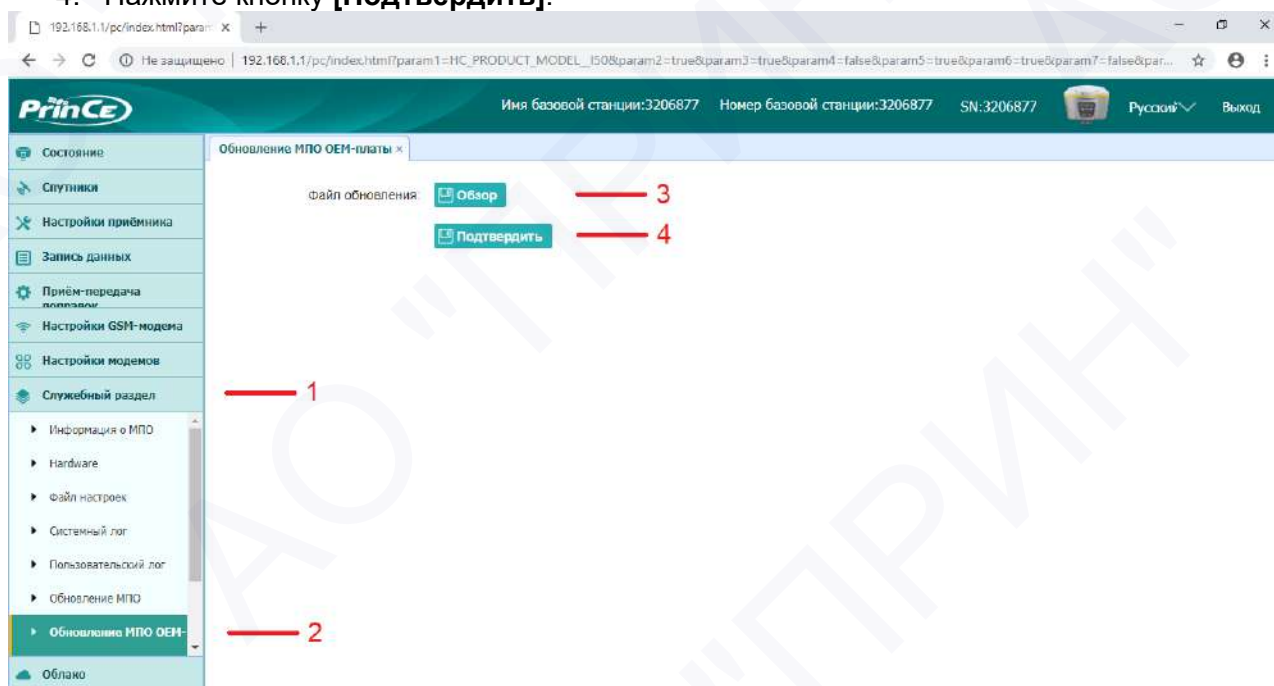 4. Нажмите кнопку [Подтвердить].
192.168.1.1/pc/index.html?param
Не защищено | 192.168.1.1/pc/index.html?param1=HC_PRODUCT_MODEL__I50&param2=true&param3=true&param4=false&param5=true&param6=true&param7=false&par...
PrinCE
Имя базовой станции:3206877 Номер базовой станции:3206877 SN:3206877 Русский Выход
Состояние
Обновление МПО OEM-платы ×
Спутники
Файл обновления: Обзор 3
Настройки приёмника
Подтвердить 4
Запись данных
Приём-передача
поправок
Настройки GSM-модема
Настройки модемов
Служебный раздел 1
Информация о МПО
Hardware
Файл настроек
Системный лог
Пользовательский лог
Обновление МПО
Обновление МПО OEM- 2
Облако
АО "ПРИН"
"ПРИН"